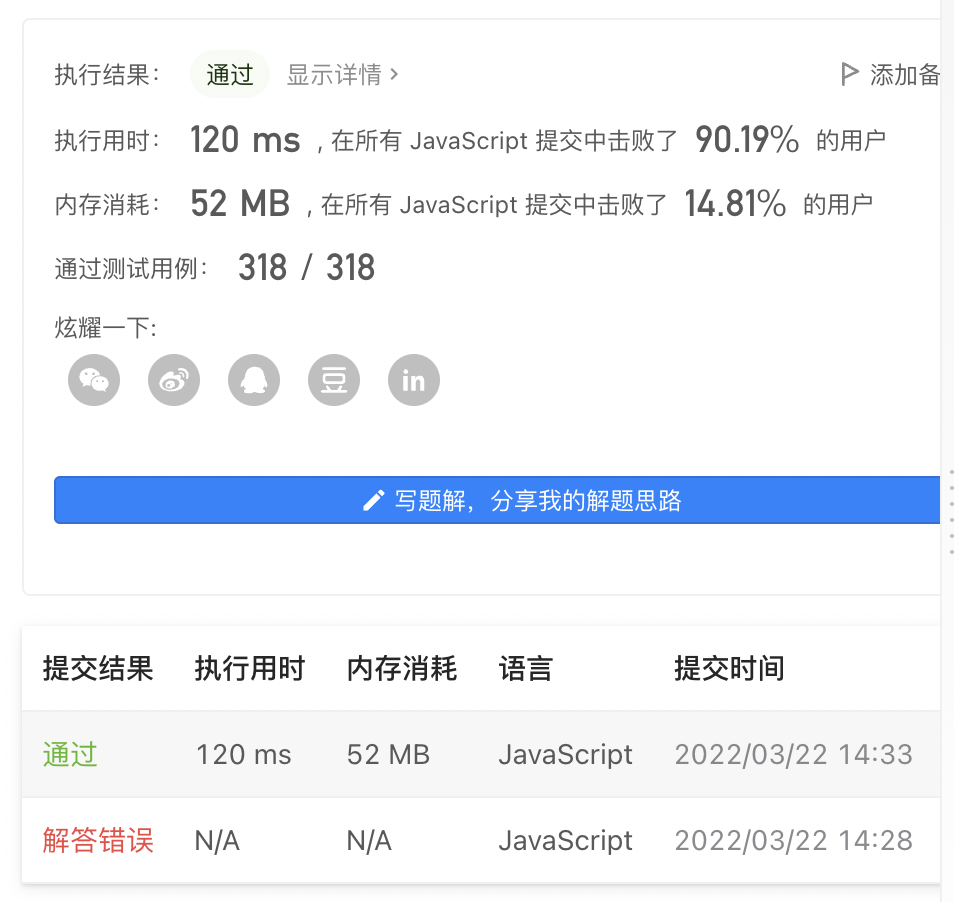 执行结果： 通过 显示详情 > 添加备
执行用时： 120 ms , 在所有 JavaScript 提交中击败了 90.19% 的用户
内存消耗： 52 MB , 在所有 JavaScript 提交中击败了 14.81% 的用户
通过测试用例： 318 / 318
炫耀一下:
豆 in
写题解，分享我的解题思路
提交结果 执行用时 内存消耗 语言 提交时间
通过 120 ms 52 MB JavaScript 2022/03/22 14:33
解答错误 N/A N/A JavaScript 2022/03/22 14:28